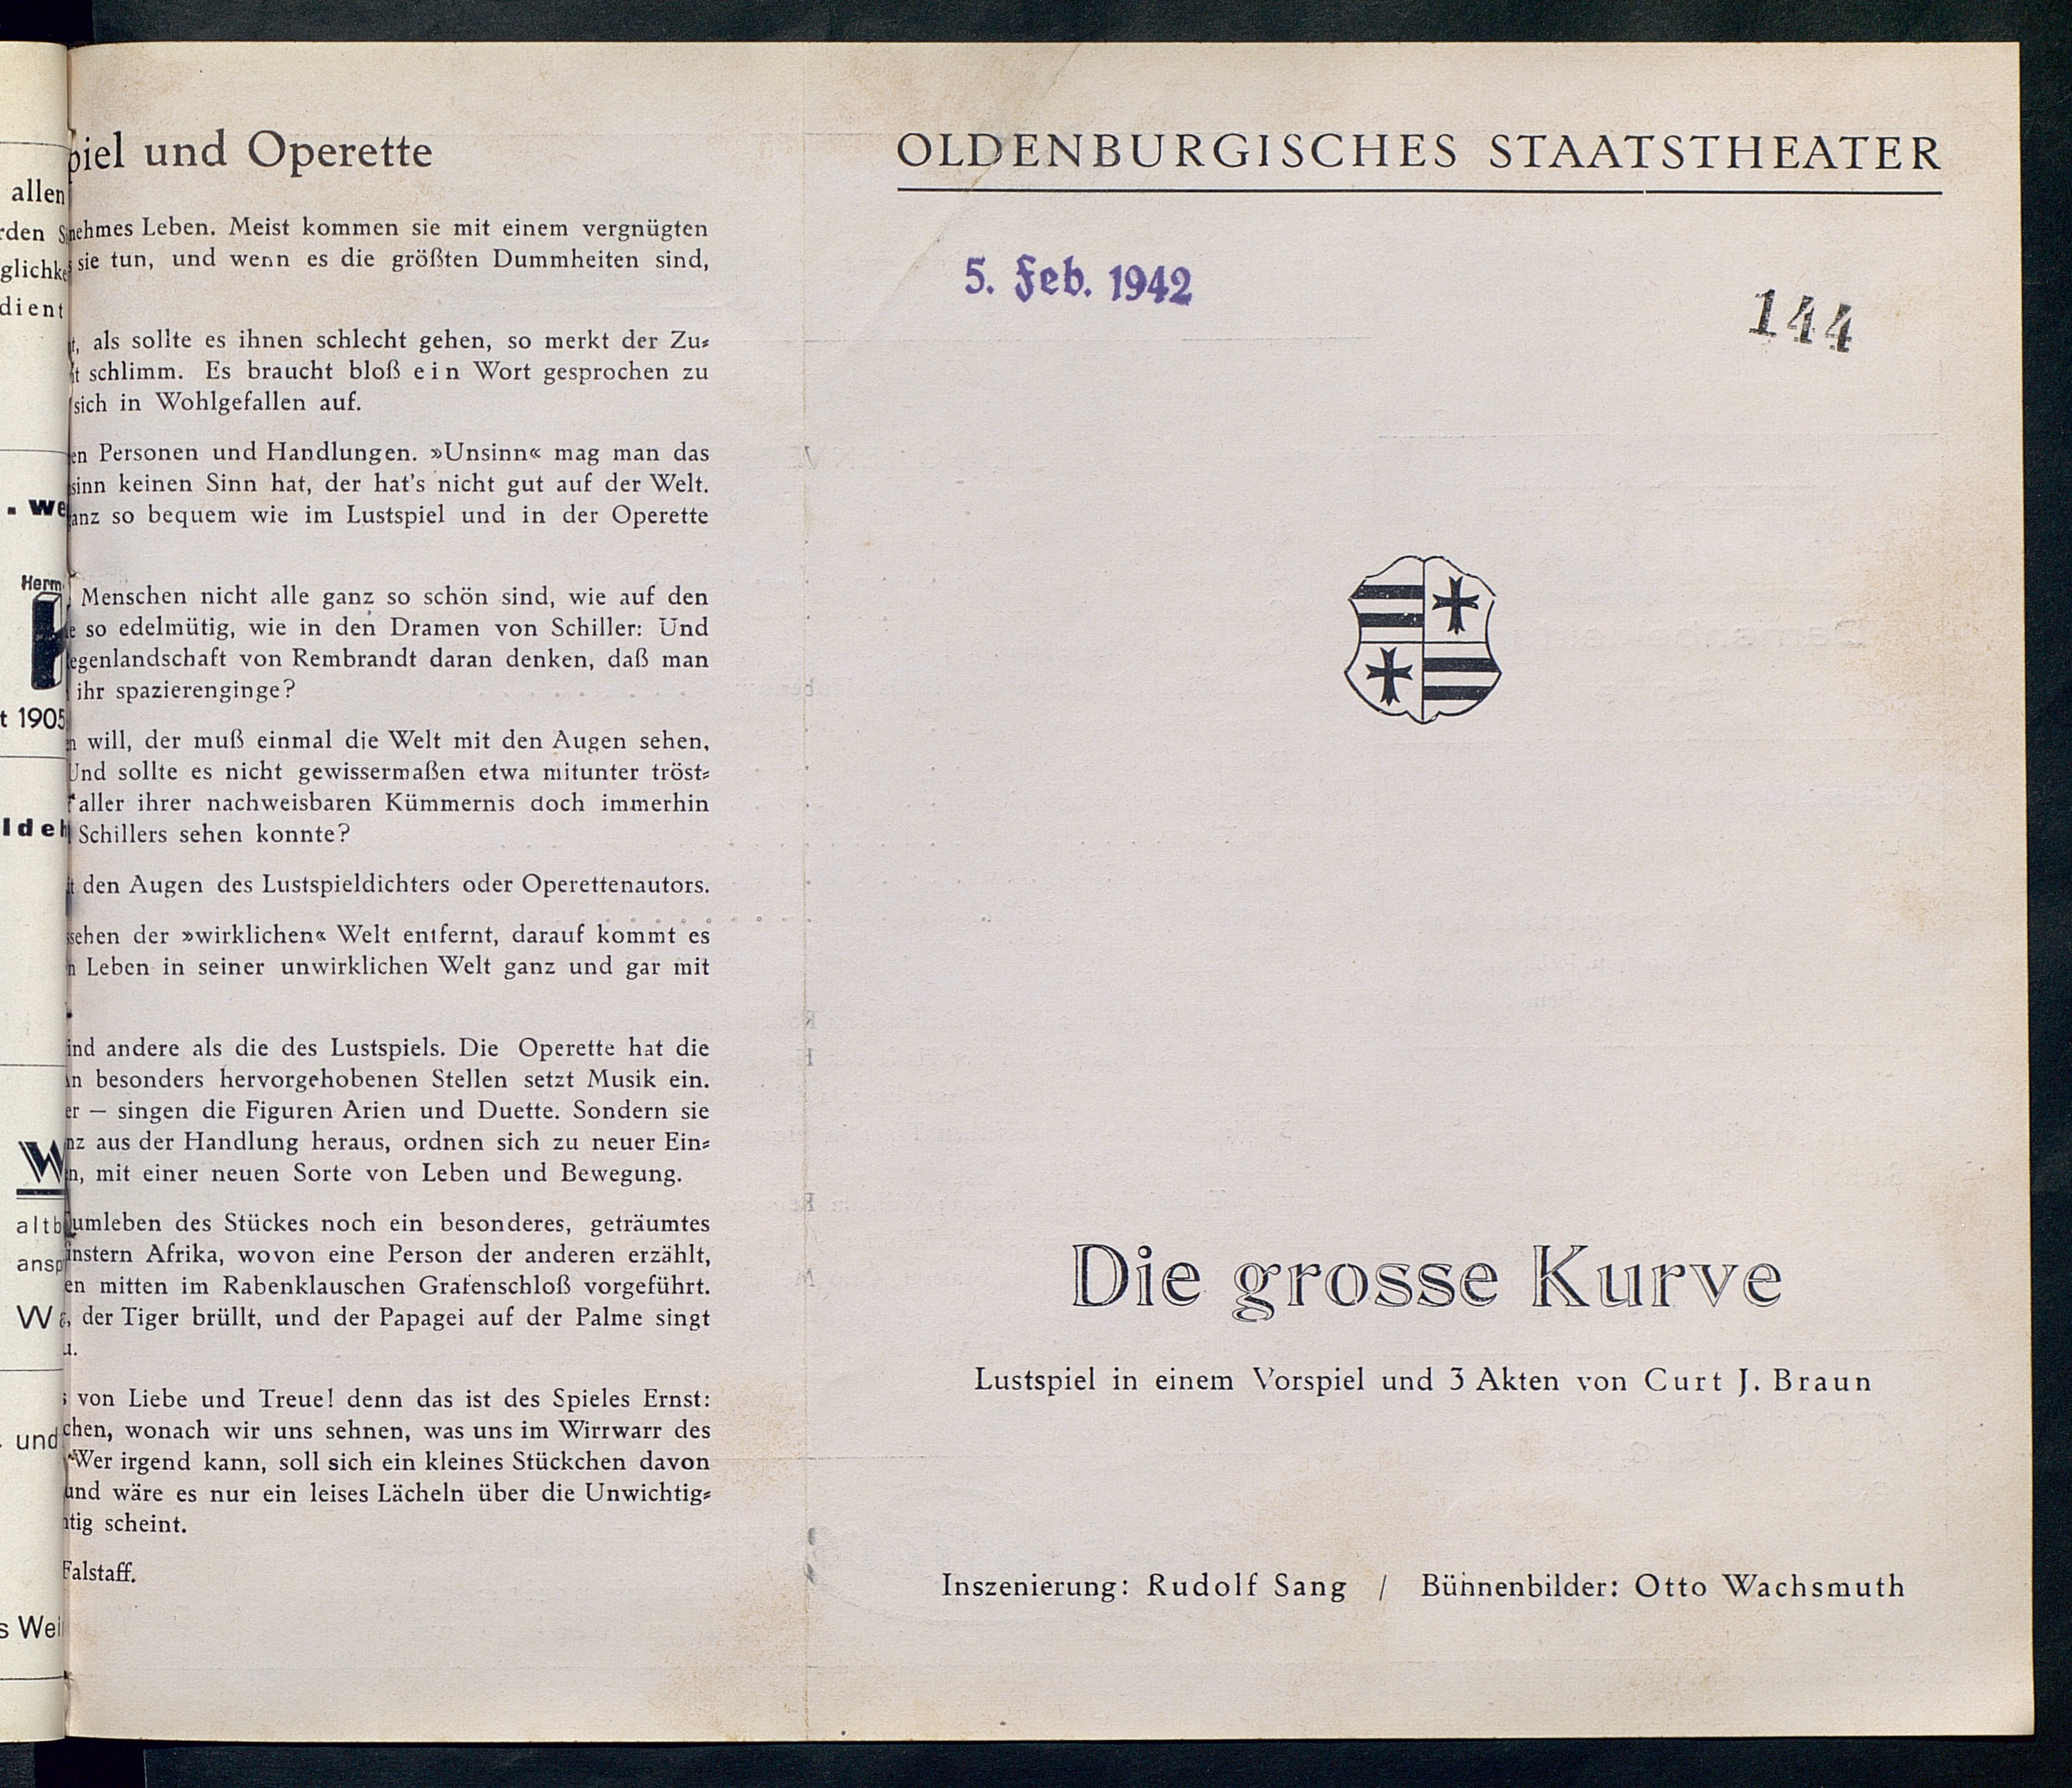 allen
glichke
dient
. we
Herm.
t 1905
W
altb
ansp
und
s Wei
piel und Operette
nehmes Leben. Meist kommen sie mit einem vergnügten
sie tun, und wenn es die größten Dummheiten sind,
t, als sollte es ihnen schlecht gehen, so merkt der Zu-
t schlimm. Es braucht bloß ein Wort gesprochen zu
sich in Wohlgefallen auf.
en Personen und Handlungen. »Unsinn« mag man das
sinn keinen Sinn hat, der hat's nicht gut auf der Welt.
anz so bequem wie im Lustspiel und in der Operette
Menschen nicht alle ganz so schön sind, wie auf den
e so edelmütig, wie in den Dramen von Schiller: Und
egenlandschaft von Rembrandt daran denken, daß man
ihr spazierenginge?
n will, der muß einmal die Welt mit den Augen sehen,
Und sollte es nicht gewissermaßen etwa mitunter tröst-
aller ihrer nachweisbaren Kümmernis doch immerhin
Schillers sehen konnte?
t den Augen des Lustspieldichters oder Operettenautors.
sehen der »wirklichen« Welt entfernt, darauf kommt es
n Leben in seiner unwirklichen Welt ganz und gar mit
ind andere als die des Lustspiels. Die Operette hat die
An besonders hervorgehobenen Stellen setzt Musik ein.
er — singen die Figuren Arien und Duette. Sondern sie
nz aus der Handlung heraus, ordnen sich zu neuer Ein-
n, mit einer neuen Sorte von Leben und Bewegung.
umleben des Stückes noch ein besonderes, geträumtes
instern Afrika, wovon eine Person der anderen erzählt,
en mitten im Rabenklauschen Grafenschloß vorgeführt.
, der Tiger brüllt, und der Papagei auf der Palme singt
u.
s von Liebe und Treue! denn das ist des Spieles Ernst:
chen, wonach wir uns sehnen, was uns im Wirrwarr des
Wer irgend kann, soll sich ein kleines Stückchen davon
und wäre es nur ein leises Lächeln über die Unwichtig-
htig scheint.
Falstaff.
OLDENBURGISCHES STAATSTHEATER
5. Feb. 1942
144
Die grosse Kurve
Lustspiel in einem Vorspiel und 3 Akten von Curt J. Braun
Inszenierung: Rudolf Sang / Bühnenbilder: Otto Wachsmuth